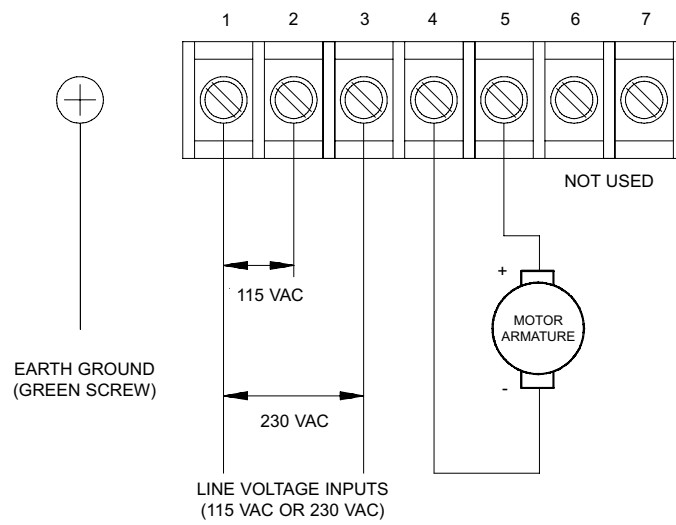 1 2 3 4 5 6 7
NOT USED
115 VAC
+
MOTOR
ARMATURE
-
EARTH GROUND
(GREEN SCREW)
230 VAC
LINE VOLTAGE INPUTS
(115 VAC OR 230 VAC)